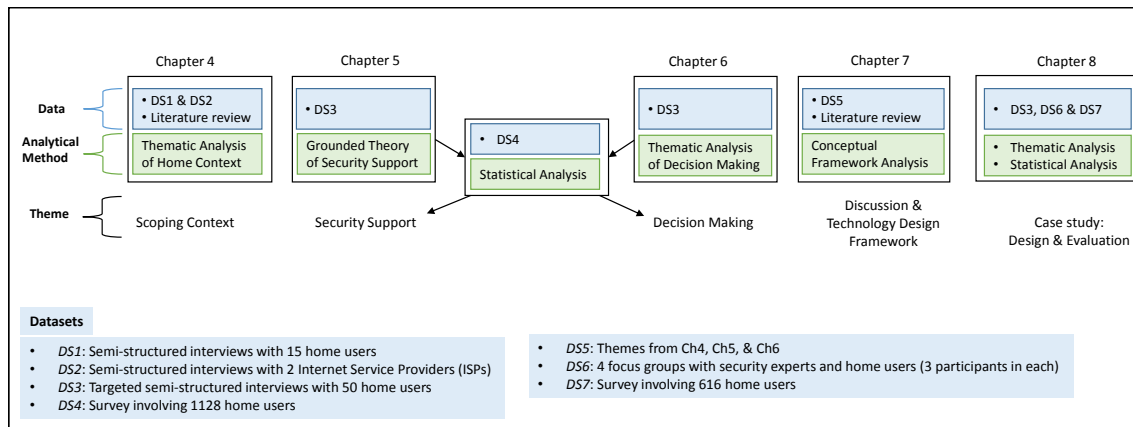 Chapter 4
Chapter 5
Chapter 6
Chapter 7
Chapter 8
Data
• DS1 & DS2
• Literature review
• DS3
• DS4
• DS3
• DS5
• Literature review
• DS3, DS6 & DS7
Analytical
Method
Thematic Analysis
of Home Context
Grounded Theory
of Security Support
Statistical Analysis
Thematic Analysis
of Decision Making
Conceptual
Framework Analysis
• Thematic Analysis
• Statistical Analysis
Theme
Scoping Context
Security Support
Decision Making
Discussion &
Technology Design
Framework
Case study:
Design & Evaluation
Datasets
• DS1: Semi-structured interviews with 15 home users
• DS2: Semi-structured interviews with 2 Internet Service Providers (ISPs)
• DS3: Targeted semi-structured interviews with 50 home users
• DS4: Survey involving 1128 home users
• DS5: Themes from Ch4, Ch5, & Ch6
• DS6: 4 focus groups with security experts and home users (3 participants in each)
• DS7: Survey involving 616 home users